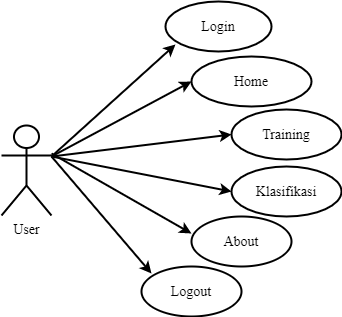 Login
Home
Training
Klasifikasi
User
About
Logout